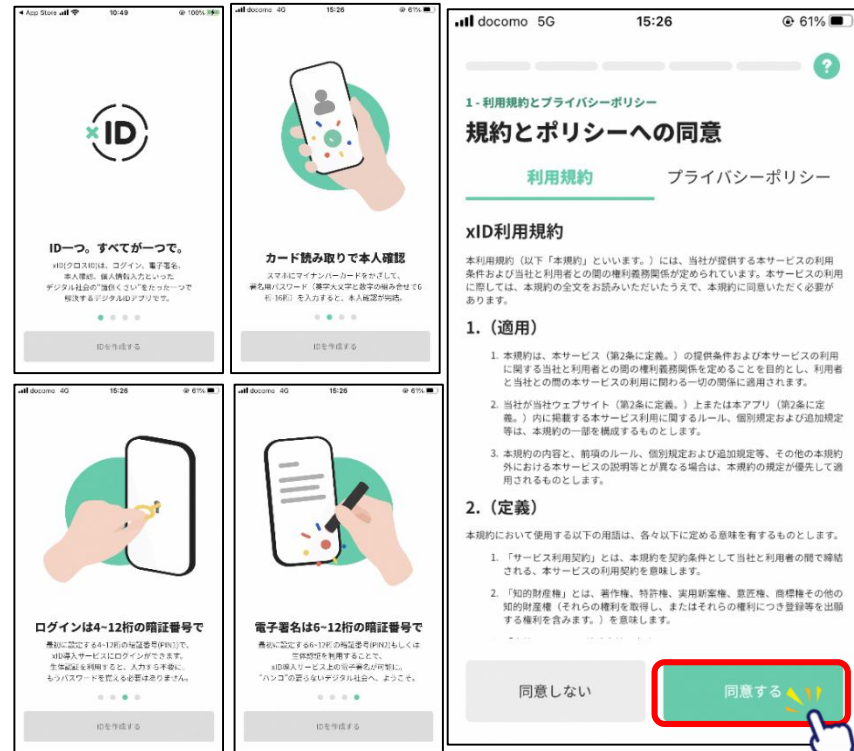 App Store
10:49
100%
×ID
ID一つ。すべてが一つで。
xID(クロスID)は、ログイン、電子署名、
本人確認、個人情報入力といった
デジタル社会の"面倒くさい"をたった一つで
解決するデジタルIDアプリです。
IDを作成する
docomo 4G
15:26
61%
カード読み取りで本人確認
スマホにマイナンバーカードをかざして、
署名用パスワード（英字大文字と数字の組み合せで6
桁-16桁）を入力すると、本人確認が完結。
IDを作成する
docomo 4G
15:26
61%
ログインは4~12桁の暗証番号で
最初に設定する4~12桁の暗証番号(PIN1)で、
xID導入サービスにログインができます。
生体認証を利用すると、入力すら不要に。
もうパスワードを覚える必要はありません。
IDを作成する
docomo 4G
15:26
61%
電子署名は6~12桁の暗証番号で
最初に設定する6~12桁の暗証番号(PIN2)もしくは
生体認証を利用することで、
xID導入サービス上の電子署名が可能に。
"ハンコ"の要らないデジタル社会へ、ようこそ。
IDを作成する
docomo 5G
15:26
61%
?
1 - 利用規約とプライバシーポリシー
規約とポリシーへの同意
利用規約 プライバシーポリシー
xID利用規約
本利用規約（以下「本規約」といいます。）には、当社が提供する本サービスの利用
条件および当社と利用者との間の権利義務関係が定められています。本サービスの利用
に際しては、本規約の全文をお読みいただいたうえで、本規約に同意いただく必要が
あります。
1.（適用）
1. 本規約は、本サービス（第2条に定義。）の提供条件および本サービスの利用
に関する当社と利用者との間の権利義務関係を定めることを目的とし、利用者
と当社との間の本サービスの利用に関わる一切の関係に適用されます。
2. 当社が当社ウェブサイト（第2条に定義。）上または本アプリ（第2条に定
義。）内に掲載する本サービス利用に関するルール、個別規定および追加規定
等は、本規約の一部を構成するものとします。
3. 本規約の内容と、前項のルール、個別規定および追加規定等、その他の本規約
外における本サービスの説明等とが異なる場合は、本規約の規定が優先して適
用されるものとします。
2.（定義）
本規約において使用する以下の用語は、各々以下に定める意味を有するものとします。
1. 「サービス利用契約」とは、本規約を契約条件として当社と利用者の間で締結
される、本サービスの利用契約を意味します。
2. 「知的財産権」とは、著作権、特許権、実用新案権、意匠権、商標権その他の
知的財産権（それらの権利を取得し、またはそれらの権利につき登録等を出願
する権利を含みます。）を意味します。
同意しない
同意する